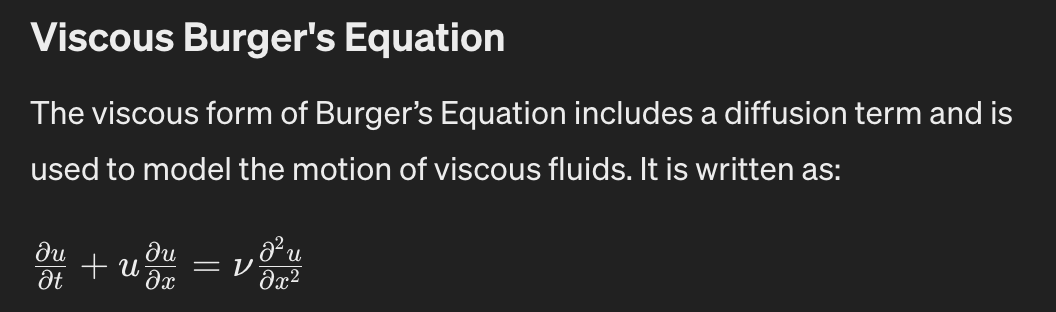 Viscous Burger's Equation
The viscous form of Burger’s Equation includes a diffusion term and is
used to model the motion of viscous fluids. It is written as:
∂u/∂t + u ∂u/∂x = ν ∂²u/∂x²